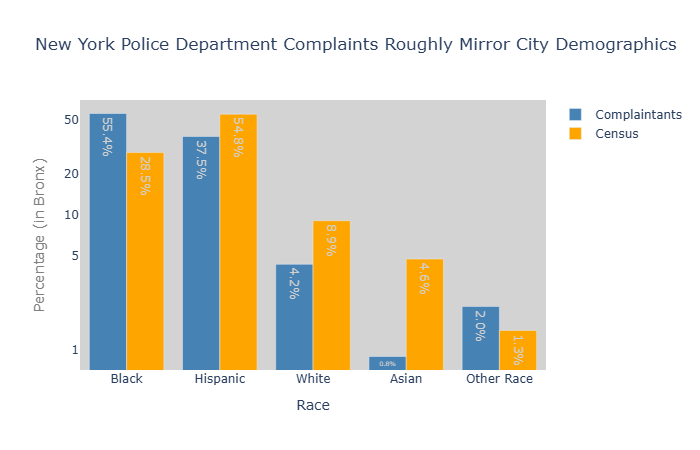 New York Police Department Complaints Roughly Mirror City Demographics
Complaintants
Census
Percentage (in Bronx)
50
20
10
5
1
55.4%
28.5%
37.5%
54.8%
4.2%
8.9%
0.8%
4.6%
2.0%
1.3%
Black
Hispanic
White
Asian
Other Race
Race